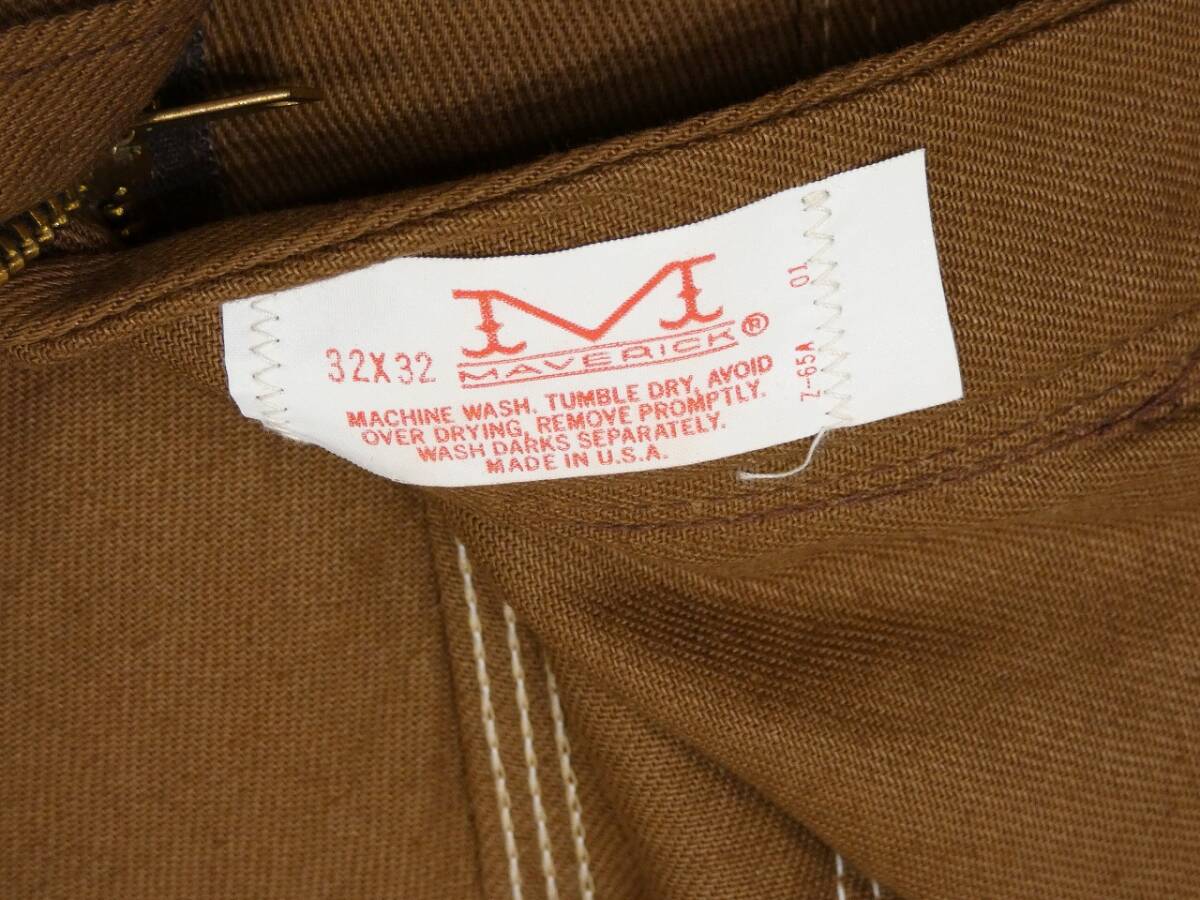 M
32X32
MAVERICK®
MACHINE WASH. TUMBLE DRY, AVOID
OVER DRYING, REMOVE PROMPTLY.
WASH DARKS SEPARATELY.
MADE IN U.S.A.
Z-65A 01